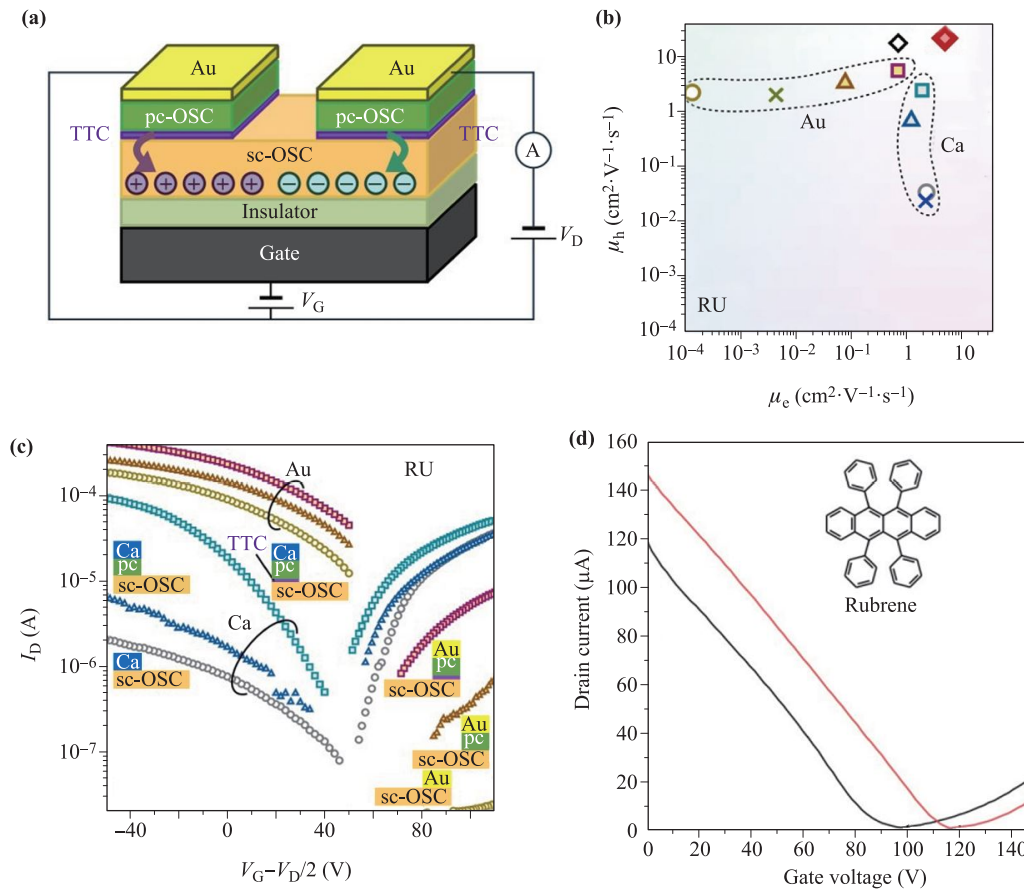 (a)
Au
Au
pc-OSC
pc-OSC
TTC
TTC
sc-OSC
+ + + + + − − − − −
Insulator
Gate
A
V_D
V_G
(b)
10
1
10⁻¹
10⁻²
10⁻³
10⁻⁴
μ_h (cm²·V⁻¹·s⁻¹)
Au
Ca
RU
10⁻⁴ 10⁻³ 10⁻² 10⁻¹ 1 10
μ_e (cm²·V⁻¹·s⁻¹)
(c)
RU
Au
10⁻⁴
10⁻⁵
10⁻⁶
10⁻⁷
I_D (A)
Ca
pc
sc-OSC
TTC
Ca
pc
sc-OSC
Ca
Ca
sc-OSC
Au
pc
sc-OSC
Au
pc
sc-OSC
Au
sc-OSC
−40 0 40 80
V_G−V_D/2 (V)
(d)
160
140
120
100
80
60
40
20
0
Drain current (μA)
Rubrene
0 20 40 60 80 100 120 140
Gate voltage (V)